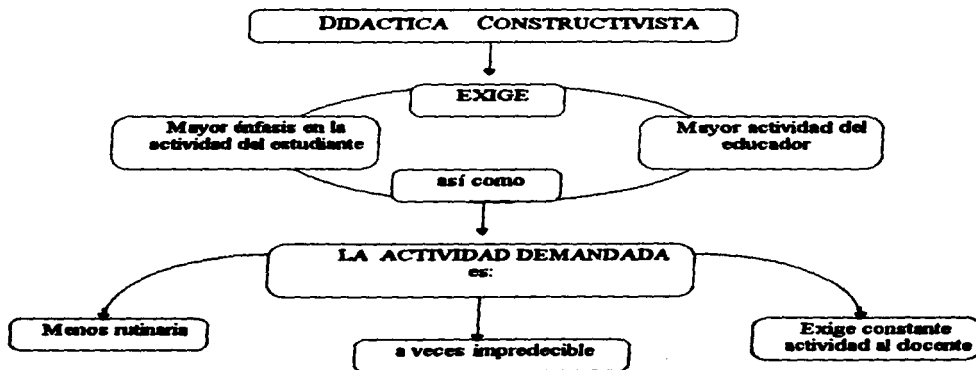 DIDACTICA CONSTRUCTIVISTA
EXIGE
Mayor énfasis en la
actividad del estudiante
Mayor actividad del
educador
así como
LA ACTIVIDAD DEMANDADA
es:
Menos rutinaria
a veces impredecible
Exige constante
actividad al docente